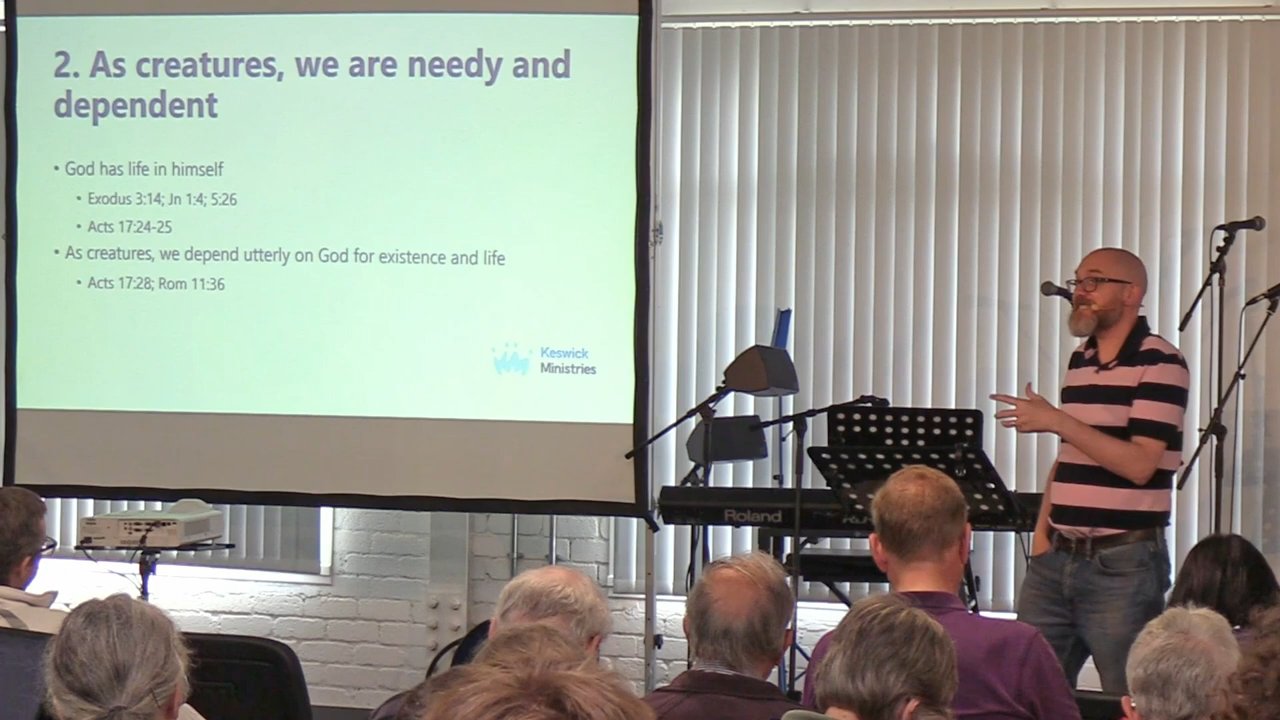 2. As creatures, we are needy and
dependent
• God has life in himself
• Exodus 3:14; Jn 1:4; 5:26
• Acts 17:24-25
• As creatures, we depend utterly on God for existence and life
• Acts 17:28; Rom 11:36
Keswick
Ministries
Roland